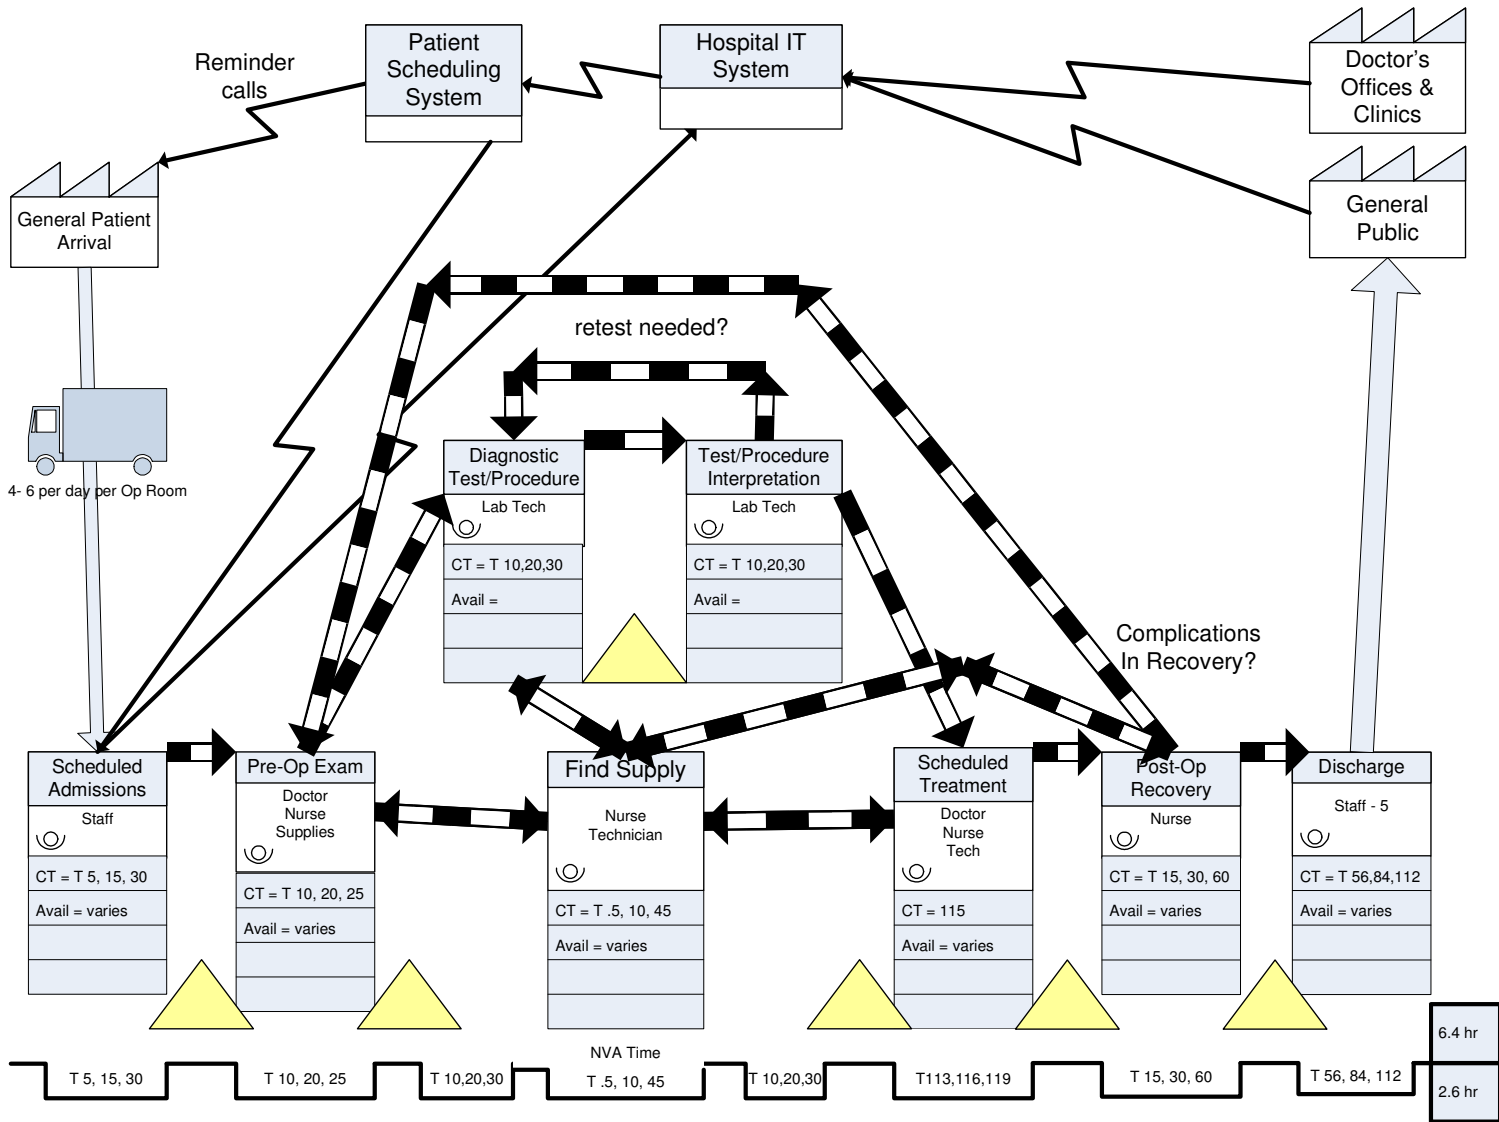 Patient
Scheduling
System
Hospital IT
System
Doctor's
Offices &
Clinics
Reminder
calls
General Patient
Arrival
General
Public
retest needed?
4- 6 per day per Op Room
Diagnostic
Test/Procedure
Lab Tech
CT = T 10,20,30
Avail =
Test/Procedure
Interpretation
Lab Tech
CT = T 10,20,30
Avail =
Complications
In Recovery?
Scheduled
Admissions
Staff
CT = T 5, 15, 30
Avail = varies
Pre-Op Exam
Doctor
Nurse
Supplies
CT = T 10, 20, 25
Avail = varies
Find Supply
Nurse
Technician
CT = T .5, 10, 45
Avail = varies
Scheduled
Treatment
Doctor
Nurse
Tech
CT = 115
Avail = varies
Post-Op
Recovery
Nurse
CT = T 15, 30, 60
Avail = varies
Discharge
Staff - 5
CT = T 56,84,112
Avail = varies
T 5, 15, 30
T 10, 20, 25
T 10,20,30
NVA Time
T .5, 10, 45
T 10,20,30
T113,116,119
T 15, 30, 60
T 56, 84, 112
6.4 hr
2.6 hr